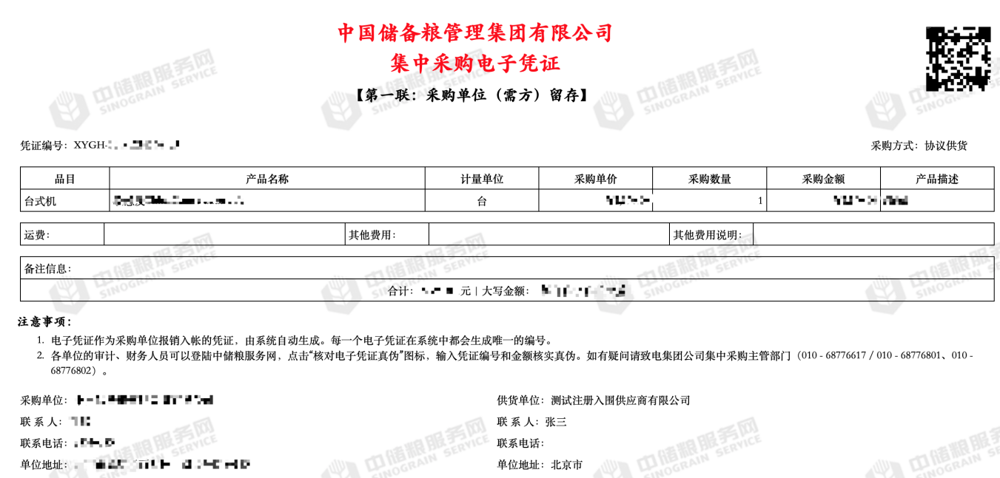 中国储备粮管理集团有限公司
集中采购电子凭证
【第一联：采购单位（需方）留存】
凭证编号：XYGH- 采购方式：协议供货
品目 产品名称 计量单位 采购单价 采购数量 采购金额 产品描述
台式机 台 1
运费： 其他费用： 其他费用说明：
备注信息：
合计： 元 | 大写金额：
注意事项：
1. 电子凭证作为采购单位报销入帐的凭证，由系统自动生成。每一个电子凭证在系统中都会生成唯一的编号。
2. 各单位的审计、财务人员可以登陆中储粮服务网，点击“核对电子凭证真伪”图标，输入凭证编号和金额核实真伪。如有疑问请致电集团公司集中采购主管部门（010 - 68776617 / 010 - 68776801、010 -
68776802）。
采购单位： 供货单位：测试注册入围供应商有限公司
联 系 人： 联 系 人：张三
联系电话： 联系电话：
单位地址： 单位地址：北京市
中储粮服务网
SINOGRAIN SERVICE